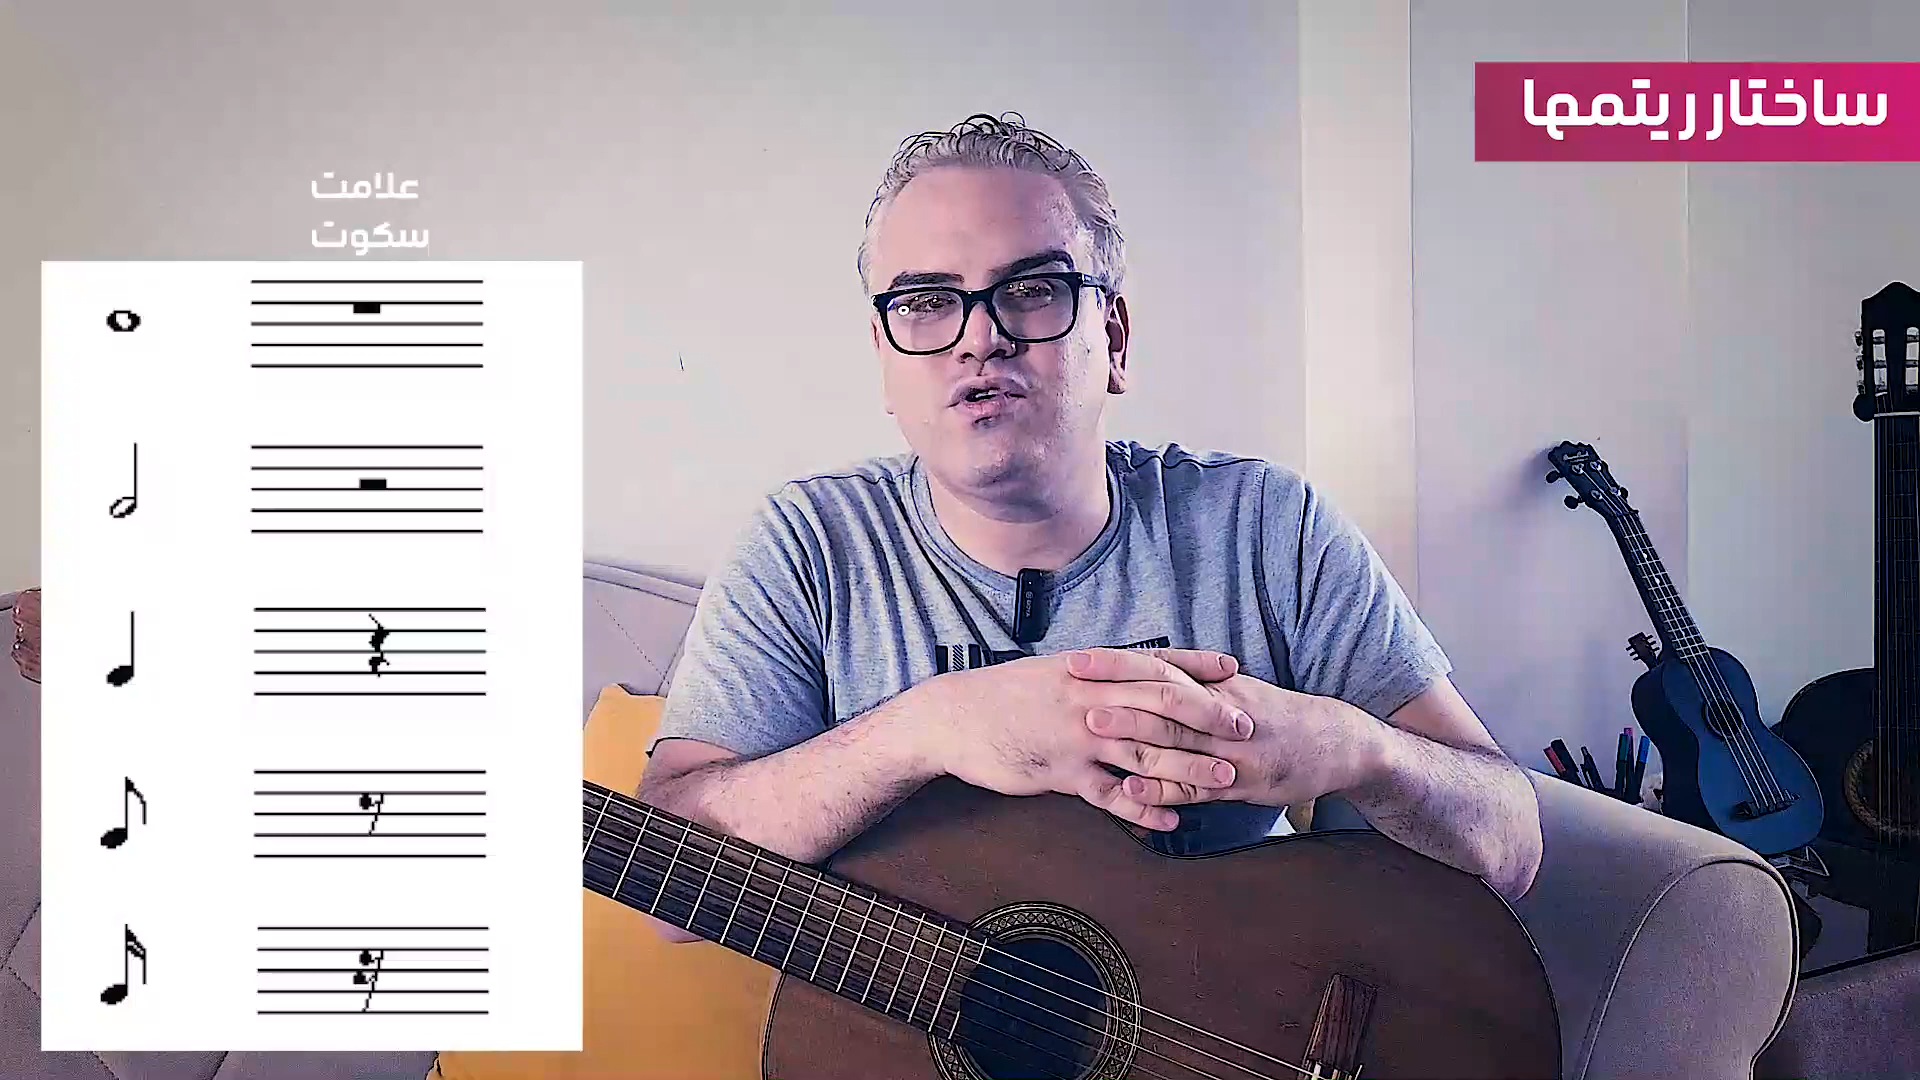 ساختار ریتمها
علامت
سکوت